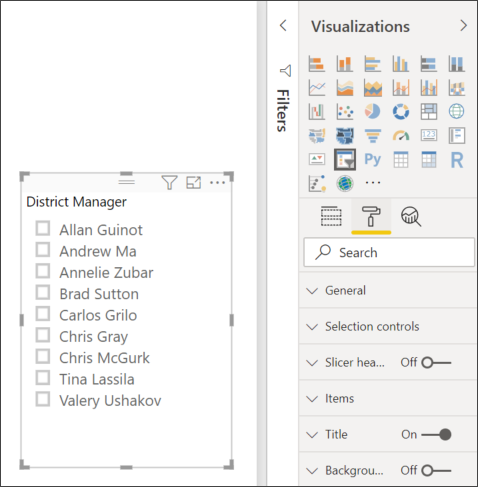 District Manager
Allan Guinot
Andrew Ma
Annelie Zubar
Brad Sutton
Carlos Grilo
Chris Gray
Chris McGurk
Tina Lassila
Valery Ushakov
Filters
Visualizations
123
Py
R
Search
General
Selection controls
Slicer hea... Off
Items
Title On
Backgrou... Off